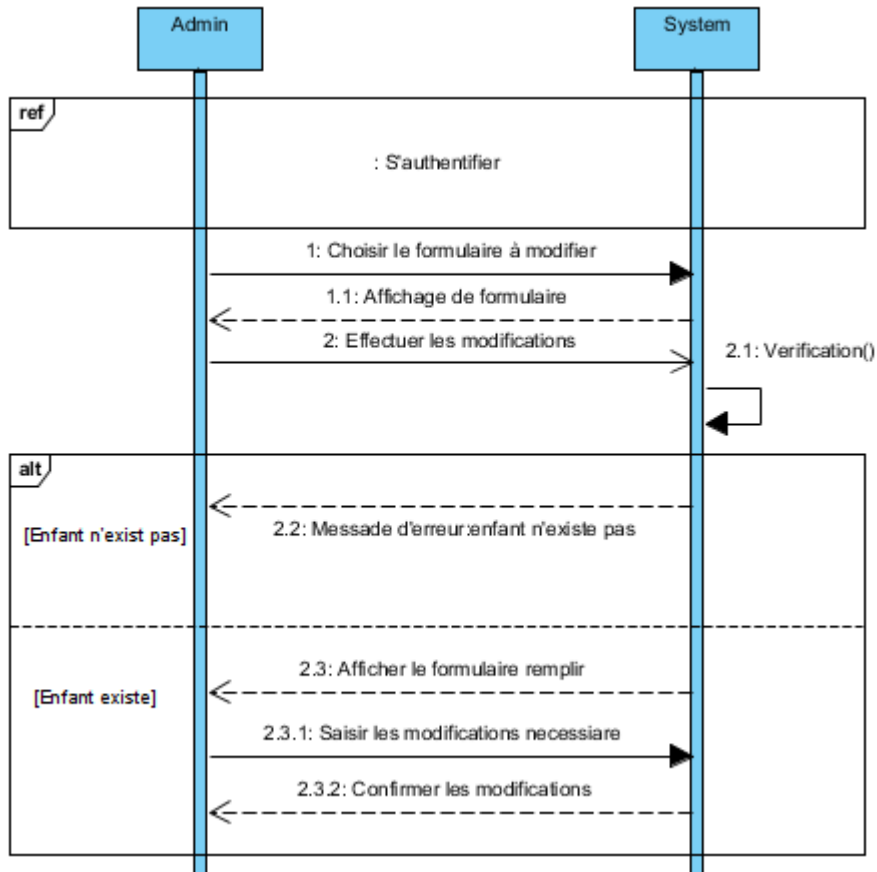 Admin
System
ref
: S'authentifier
1: Choisir le formulaire à modifier
1.1: Affichage de formulaire
2: Effectuer les modifications
2.1: Verification()
alt
[Enfant n'exist pas]
2.2: Messade d'erreur:enfant n'existe pas
2.3: Afficher le formulaire remplir
[Enfant existe]
2.3.1: Saisir les modifications necessiare
2.3.2: Confirmer les modifications